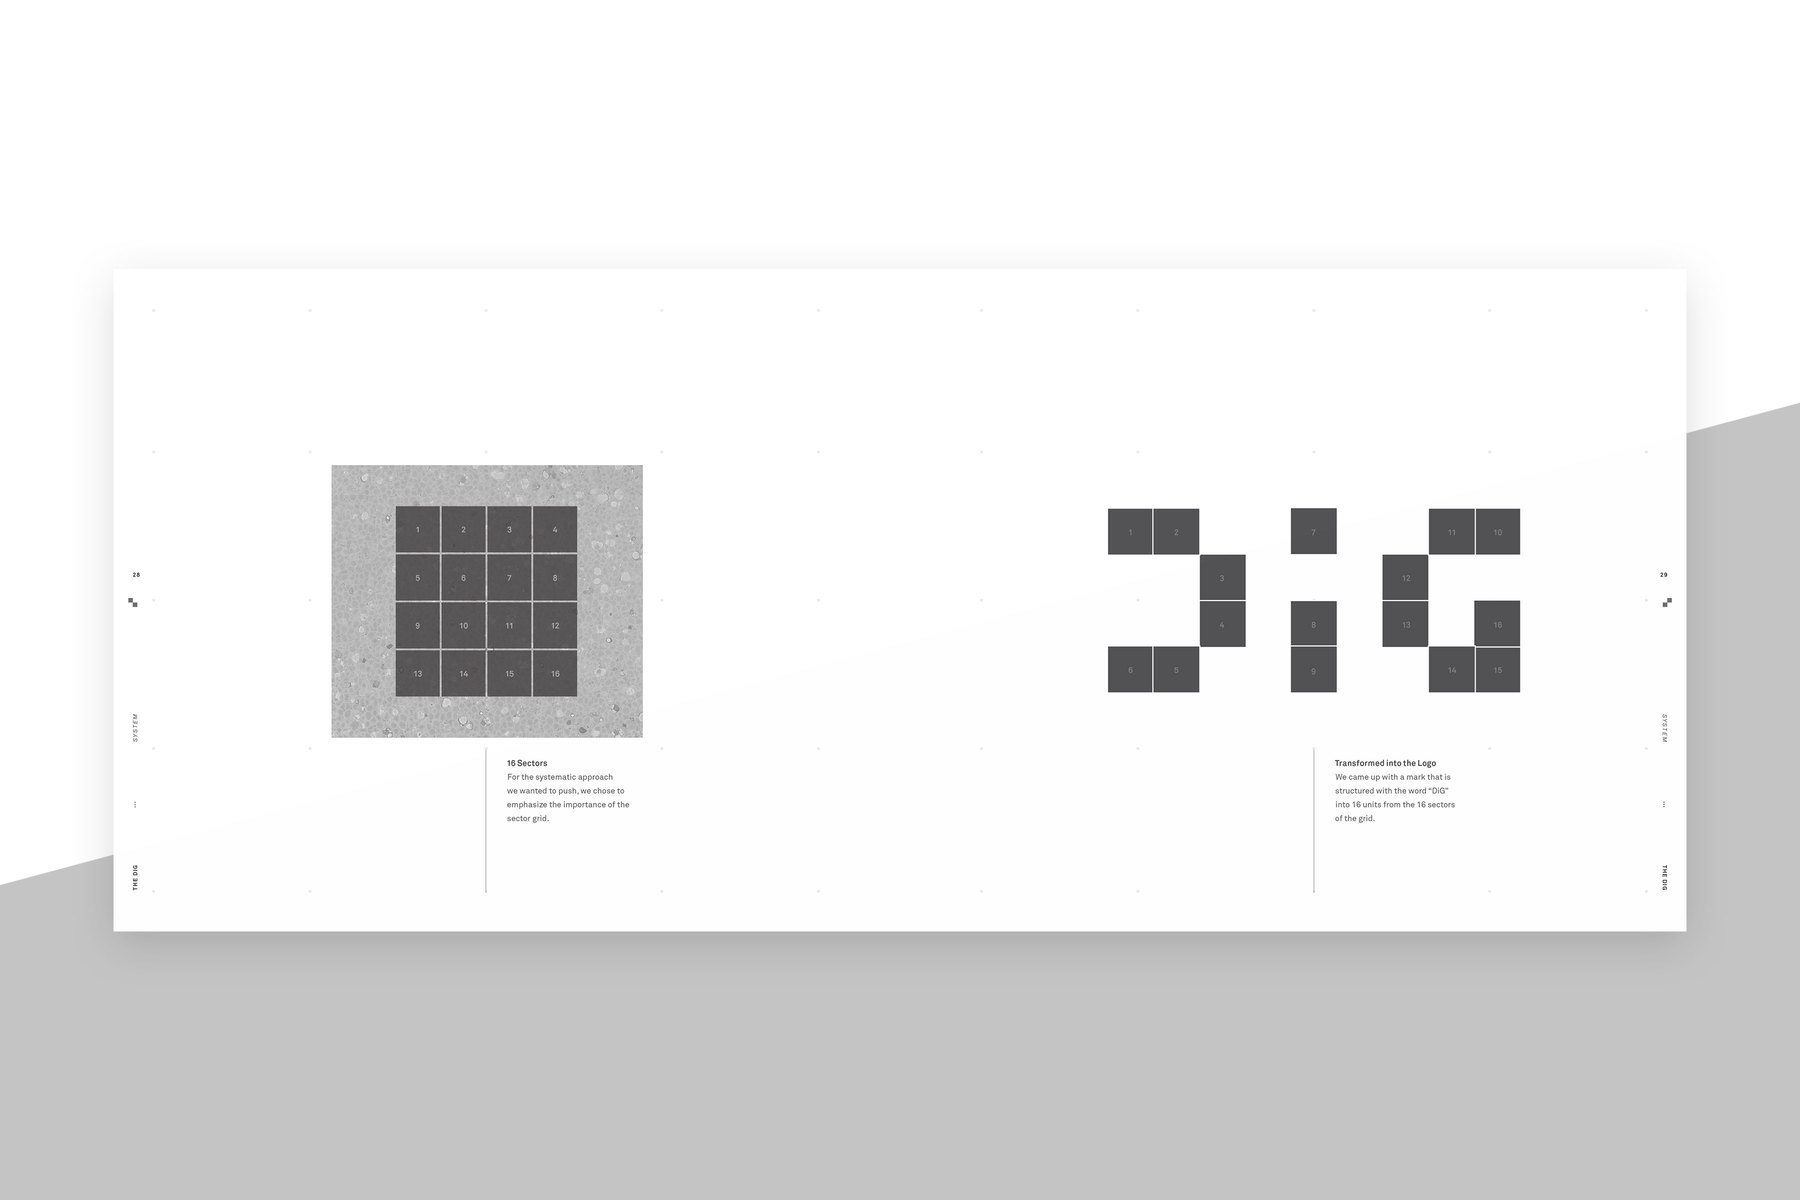 28
SYSTEM
...
THE DIG
1 2 3 4
5 6 7 8
9 10 11 12
13 14 15 16
16 Sectors
For the systematic approach
we wanted to push, we chose to
emphasize the importance of the
sector grid.
1 2 7 11 10
3 12
4 8 13 16
6 5 9 14 15
Transformed into the Logo
We came up with a mark that is
structured with the word “DiG”
into 16 units from the 16 sectors
of the grid.
29
SYSTEM
...
THE DIG